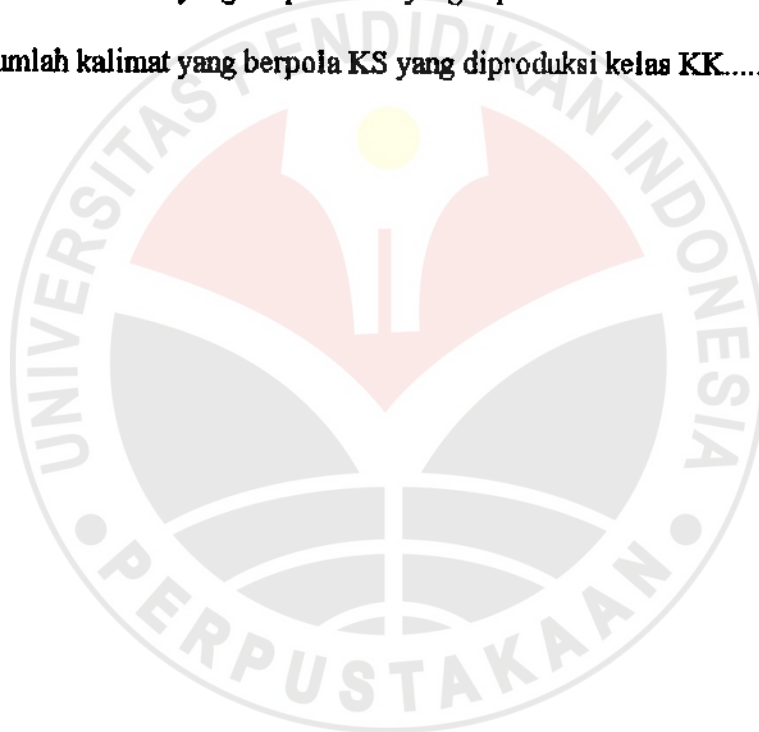 umlah kalimat yang berpola KS yang diproduksi kelas KK.....
UNIVERSITAS PENDIDIKAN INDONESIA
PERPUSTAKAAN